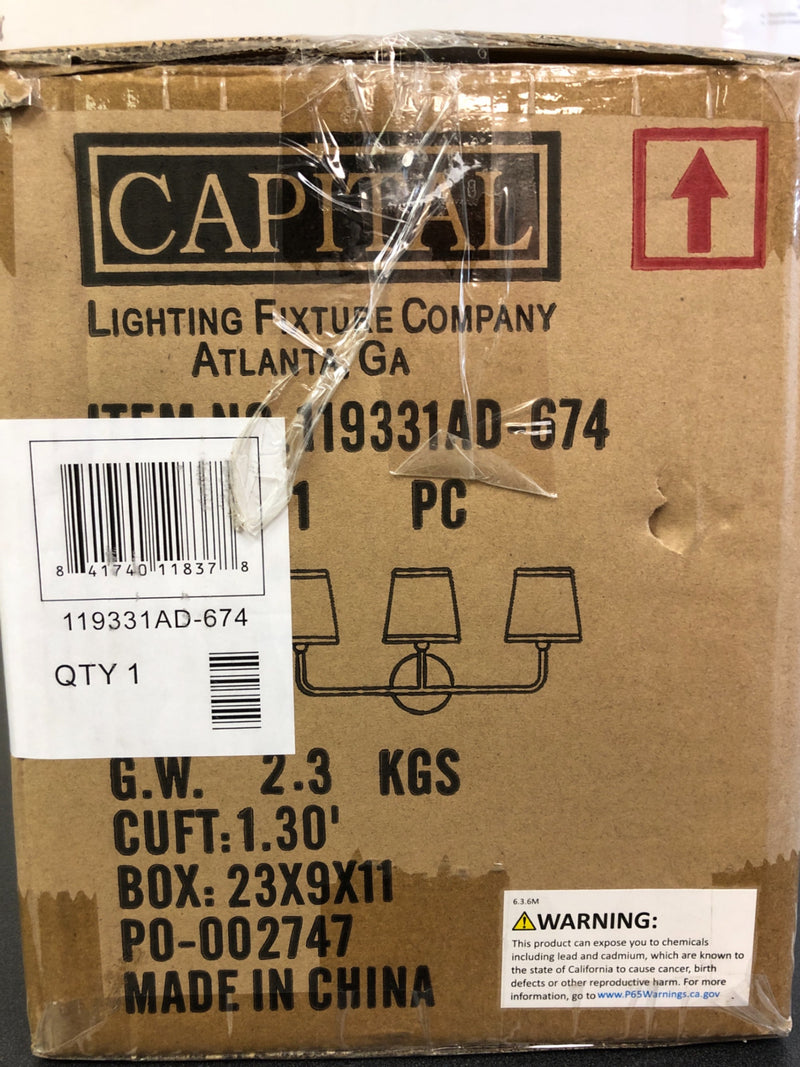 CAPITAL
LIGHTING FIXTURE COMPANY
ATLANTA, GA
ITEM NO. 119331AD-674
1 PC
8 41740 11837 8
119331AD-674
QTY 1
G.W. 2.3 KGS
CUFT:1.30'
BOX: 23X9X11
PO-002747
MADE IN CHINA
6.3.6M
WARNING:
This product can expose you to chemicals
including lead and cadmium, which are known to
the state of California to cause cancer, birth
defects or other reproductive harm. For more
information, go to www.P65Warnings.ca.gov